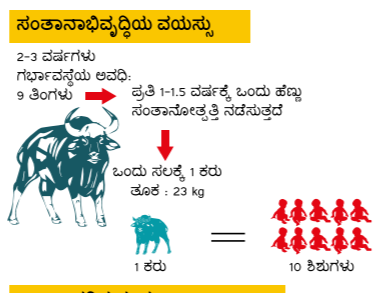 ಸಂತಾನಾಭಿವೃದ್ಧಿಯ ವಯಸ್ಸು
2-3 ವರ್ಷಗಳು
ಗರ್ಭಾವಸ್ಥೆಯ ಅವಧಿ:
9 ತಿಂಗಳು
ಪ್ರತಿ 1-1.5 ವರ್ಷಕ್ಕೆ ಒಂದು ಹೆಣ್ಣು
ಸಂತಾನೋತ್ಪತ್ತಿ ನಡೆಸುತ್ತದೆ
ಒಂದು ಸಲಕ್ಕೆ 1 ಕರು
ತೂಕ : 23 kg
1 ಕರು
10 ಶಿಶುಗಳು